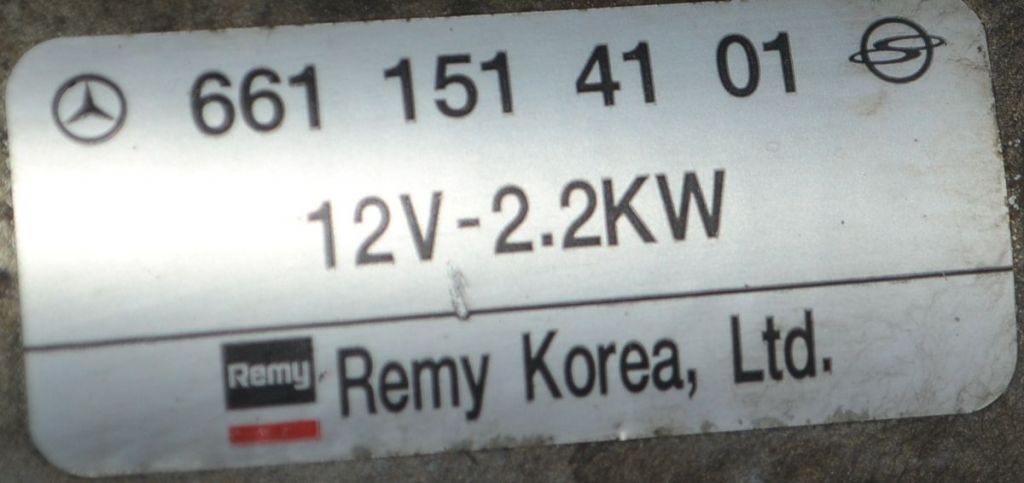 661 151 41 01
12V-2.2KW
Remy Remy Korea, Ltd.